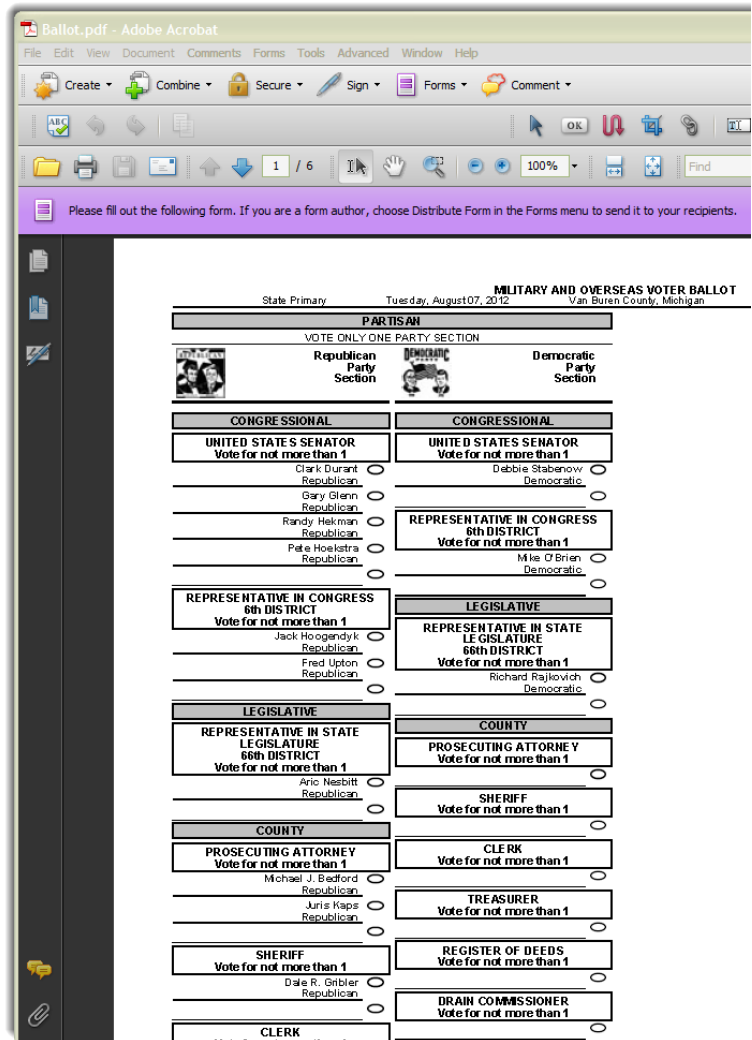 Ballot.pdf - Adobe Acrobat
File Edit View Document Comments Forms Tools Advanced Window Help
Create Combine Secure Sign Forms Comment
ABC OK
1 / 6 100% Find
Please fill out the following form. If you are a form author, choose Distribute Form in the Forms menu to send it to your recipients.
MILITARY AND OVERSEAS VOTER BALLOT
State Primary Tuesday, August 07, 2012 Van Buren County, Michigan
PARTISAN
VOTE ONLY ONE PARTY SECTION
REPUBLICAN
Republican
Party
Section
CONGRESSIONAL
UNITED STATES SENATOR
Vote for not more than 1
Clark Durant
Republican
Gary Glenn
Republican
Randy Hekman
Republican
Pete Hoekstra
Republican
REPRESENTATIVE IN CONGRESS
6th DISTRICT
Vote for not more than 1
Jack Hoogendyk
Republican
Fred Upton
Republican
LEGISLATIVE
REPRESENTATIVE IN STATE
LEGISLATURE
66th DISTRICT
Vote for not more than 1
Aric Nesbitt
Republican
COUNTY
PROSECUTING ATTORNEY
Vote for not more than 1
Michael J. Bedford
Republican
Juris Kaps
Republican
SHERIFF
Vote for not more than 1
Dale R. Gribler
Republican
CLERK
DEMOCRATIC
Democratic
Party
Section
CONGRESSIONAL
UNITED STATES SENATOR
Vote for not more than 1
Debbie Stabenow
Democratic
REPRESENTATIVE IN CONGRESS
6th DISTRICT
Vote for not more than 1
Mike O'Brien
Democratic
LEGISLATIVE
REPRESENTATIVE IN STATE
LEGISLATURE
66th DISTRICT
Vote for not more than 1
Richard Rajkovich
Democratic
COUNTY
PROSECUTING ATTORNEY
Vote for not more than 1
SHERIFF
Vote for not more than 1
CLERK
Vote for not more than 1
TREASURER
Vote for not more than 1
REGISTER OF DEEDS
Vote for not more than 1
DRAIN COMMISSIONER
Vote for not more than 1